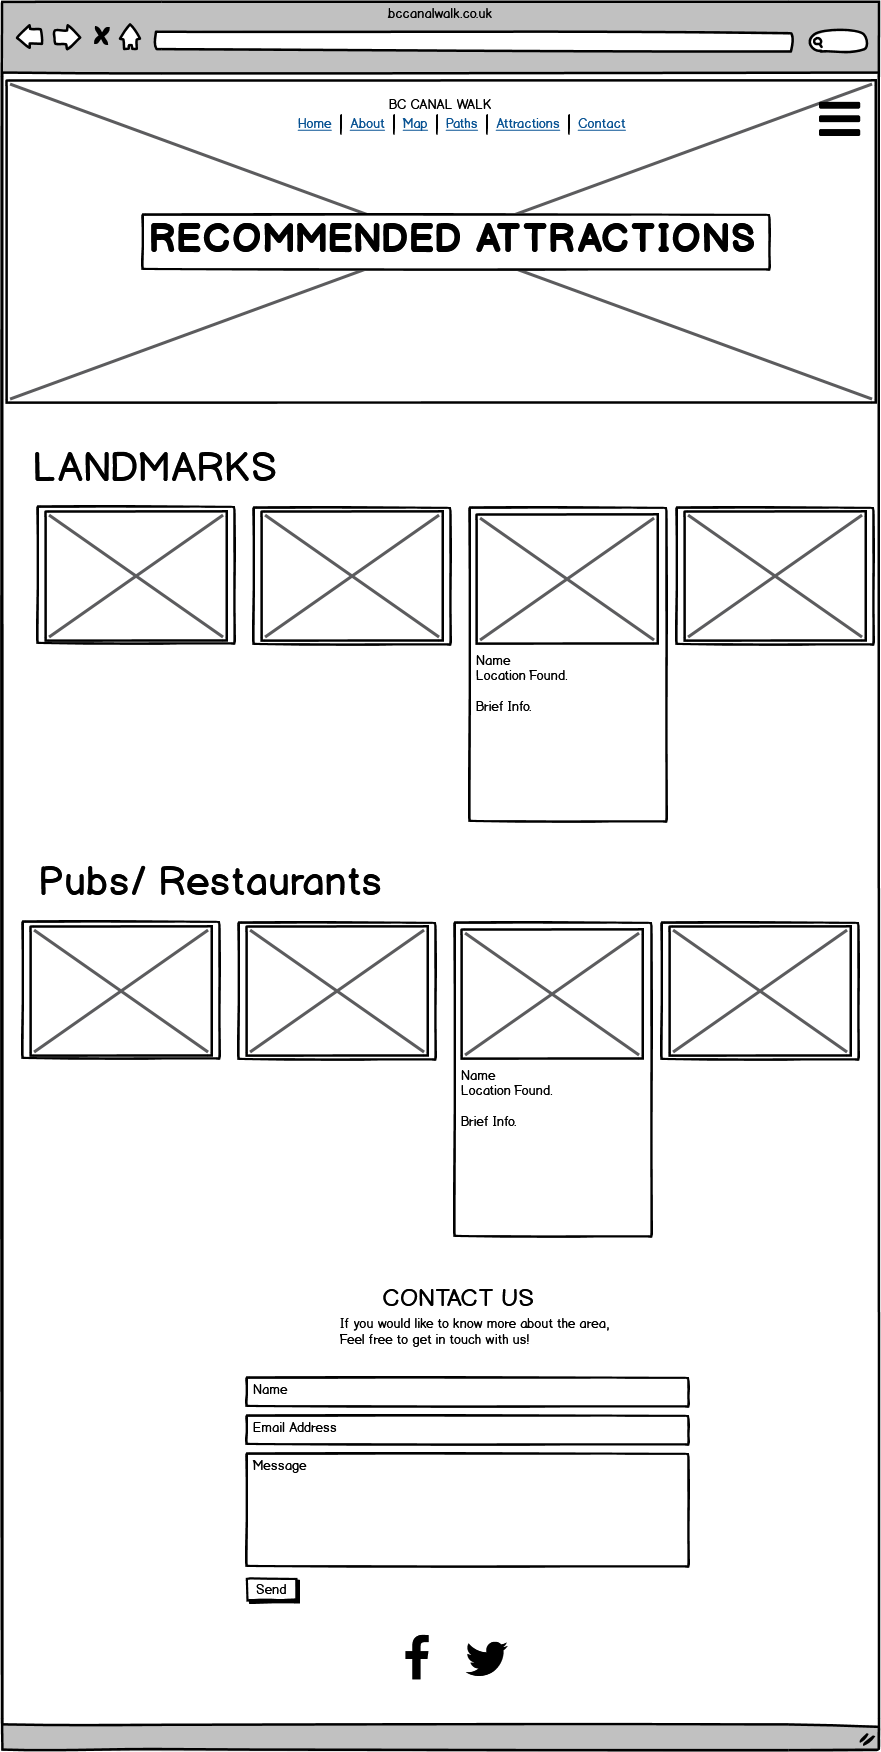 bccanalwalk.co.uk
BC CANAL WALK
Home | About | Map | Paths | Attractions | Contact
RECOMMENDED ATTRACTIONS
LANDMARKS
Name
Location Found.
Brief Info.
Pubs/ Restaurants
Name
Location Found.
Brief Info.
CONTACT US
If you would like to know more about the area,
Feel free to get in touch with us!
Name
Email Address
Message
Send